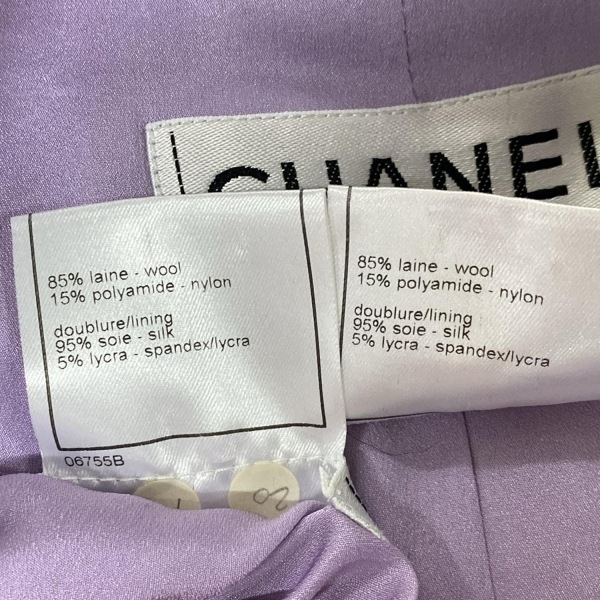 CHANEL
85% laine - wool
15% polyamide - nylon
doublure/lining
95% soie - silk
5% lycra - spandex/lycra
06755B
20
85% laine - wool
15% polyamide - nylon
doublure/lining
95% soie - silk
5% lycra - spandex/lycra